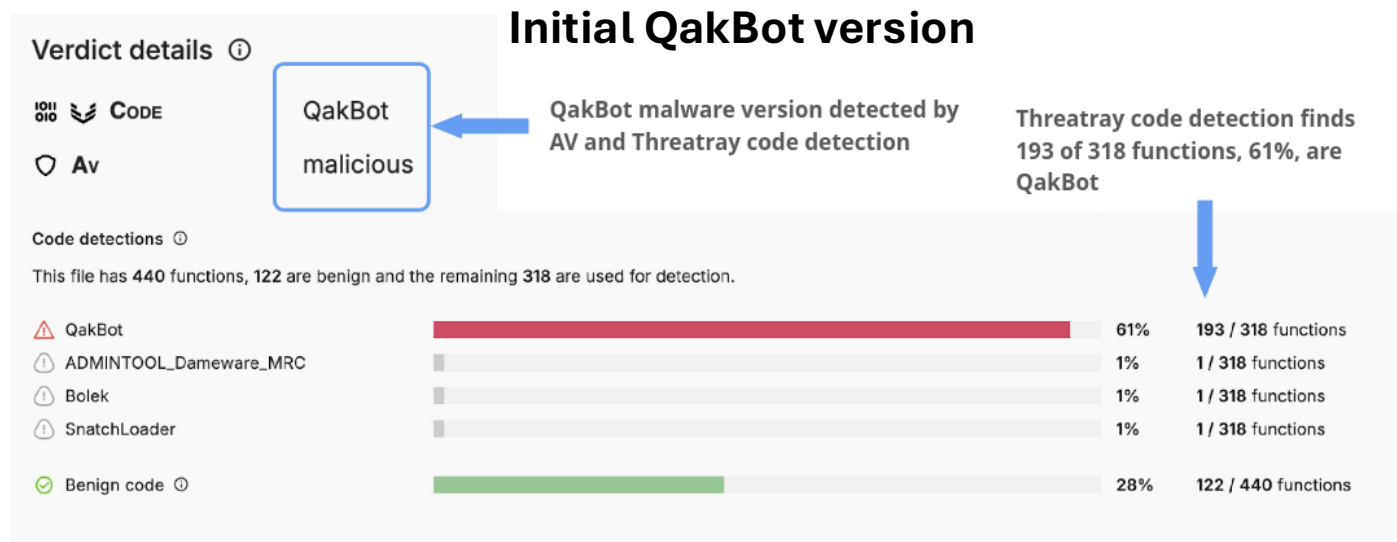 Initial QakBot version
Verdict details
CODE
QakBot
AV
malicious
QakBot malware version detected by
AV and Threatray code detection
Threatray code detection finds
193 of 318 functions, 61%, are
QakBot
Code detections
This file has 440 functions, 122 are benign and the remaining 318 are used for detection.
QakBot 61% 193 / 318 functions
ADMINTOOL_Dameware_MRC 1% 1 / 318 functions
Bolek 1% 1 / 318 functions
SnatchLoader 1% 1 / 318 functions
Benign code 28% 122 / 440 functions